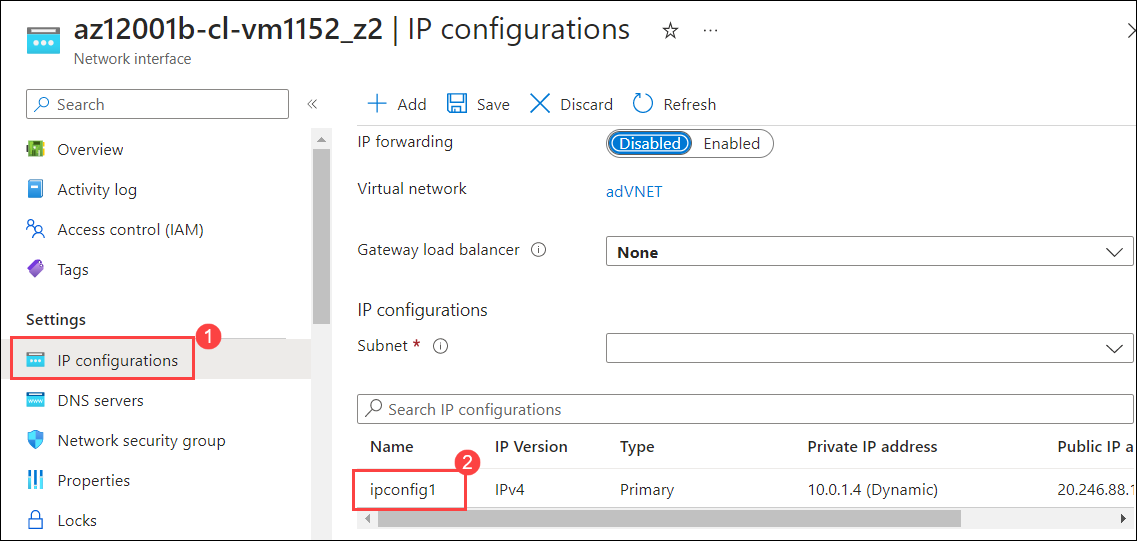 az12001b-cl-vm1152_z2 | IP configurations
Network interface
Search
Add Save Discard Refresh
IP forwarding Disabled Enabled
Overview
Activity log
Virtual network adVNET
Access control (IAM)
Gateway load balancer None
Tags
Settings
IP configurations
1
Subnet *
IP configurations
DNS servers
Search IP configurations
Network security group
Name IP Version Type Private IP address Public IP a
2
Properties
ipconfig1 IPv4 Primary 10.0.1.4 (Dynamic) 20.246.88.1
Locks